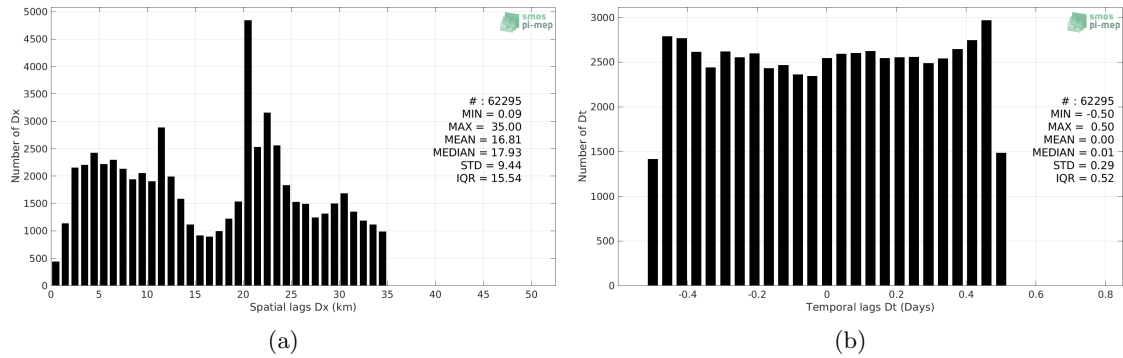 5000
4500
4000
3500
3000
2500
2000
1500
1000
500
0
Number of Dx
smos
pi-mep
# : 62295
MIN = 0.09
MAX = 35.00
MEAN = 16.81
MEDIAN = 17.93
STD = 9.44
IQR = 15.54
0 5 10 15 20 25 30 35 40 45 50
Spatial lags Dx (km)
(a)
3000
2500
2000
1500
1000
500
0
Number of Dt
smos
pi-mep
# : 62295
MIN = -0.50
MAX = 0.50
MEAN = 0.00
MEDIAN = 0.01
STD = 0.29
IQR = 0.52
-0.4 -0.2 0 0.2 0.4 0.6 0.8
Temporal lags Dt (Days)
(b)